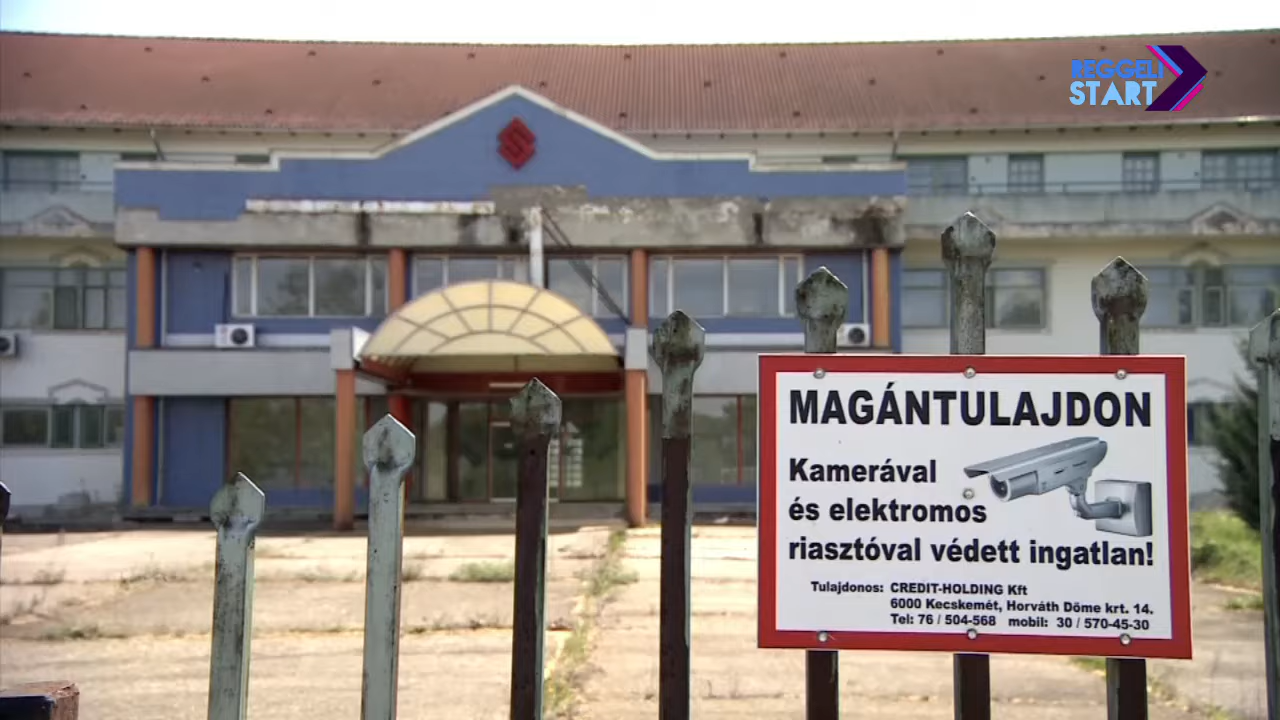 REGGELI
START
MAGÁNTULAJDON
Kamerával
és elektromos
riasztóval védett ingatlan!
Tulajdonos: CREDIT-HOLDING Kft
6000 Kecskemét, Horváth Döme krt. 14.
Tel: 76 / 504-568 mobil: 30 / 570-45-30